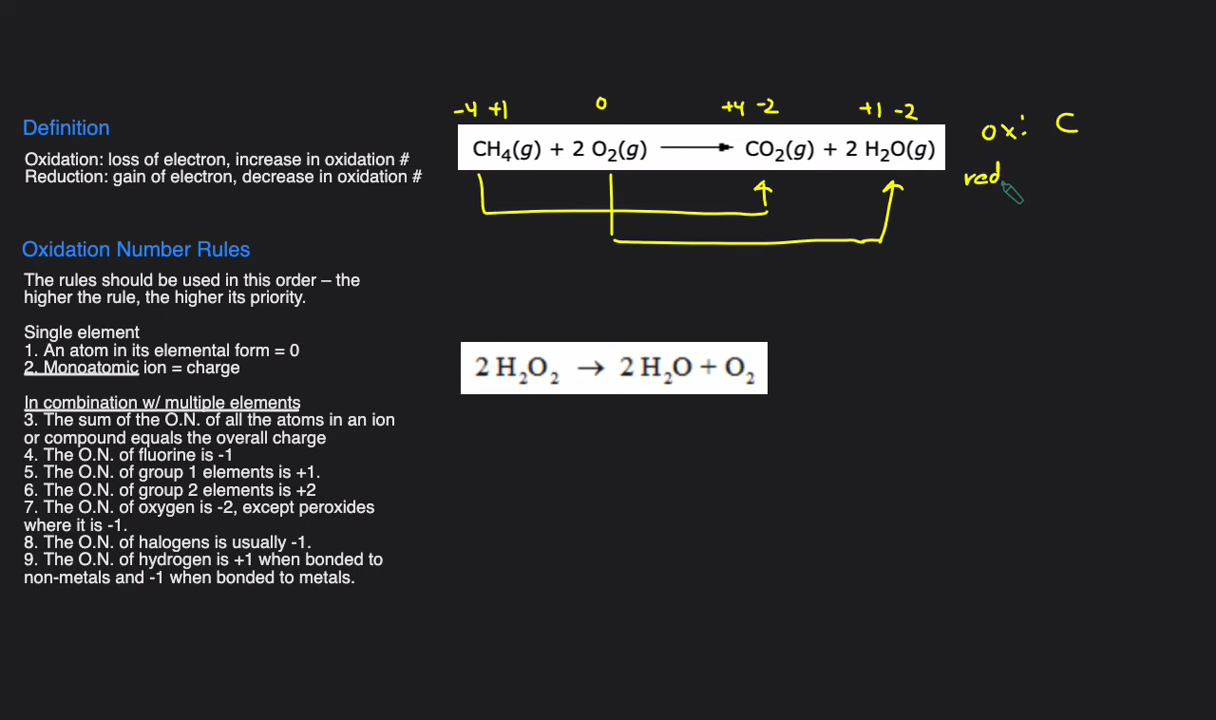 Definition
Oxidation: loss of electron, increase in oxidation #
Reduction: gain of electron, decrease in oxidation #
Oxidation Number Rules
The rules should be used in this order – the
higher the rule, the higher its priority.
Single element
1. An atom in its elemental form = 0
2. Monoatomic ion = charge
In combination w/ multiple elements
3. The sum of the O.N. of all the atoms in an ion
or compound equals the overall charge
4. The O.N. of fluorine is -1
5. The O.N. of group 1 elements is +1.
6. The O.N. of group 2 elements is +2
7. The O.N. of oxygen is -2, except peroxides
where it is -1.
8. The O.N. of halogens is usually -1.
9. The O.N. of hydrogen is +1 when bonded to
non-metals and -1 when bonded to metals.
-4 +1 0 +4 -2 +1 -2
CH₄(g) + 2 O₂(g) ⟶ CO₂(g) + 2 H₂O(g)
ox: C
red
2 H₂O₂ → 2 H₂O + O₂